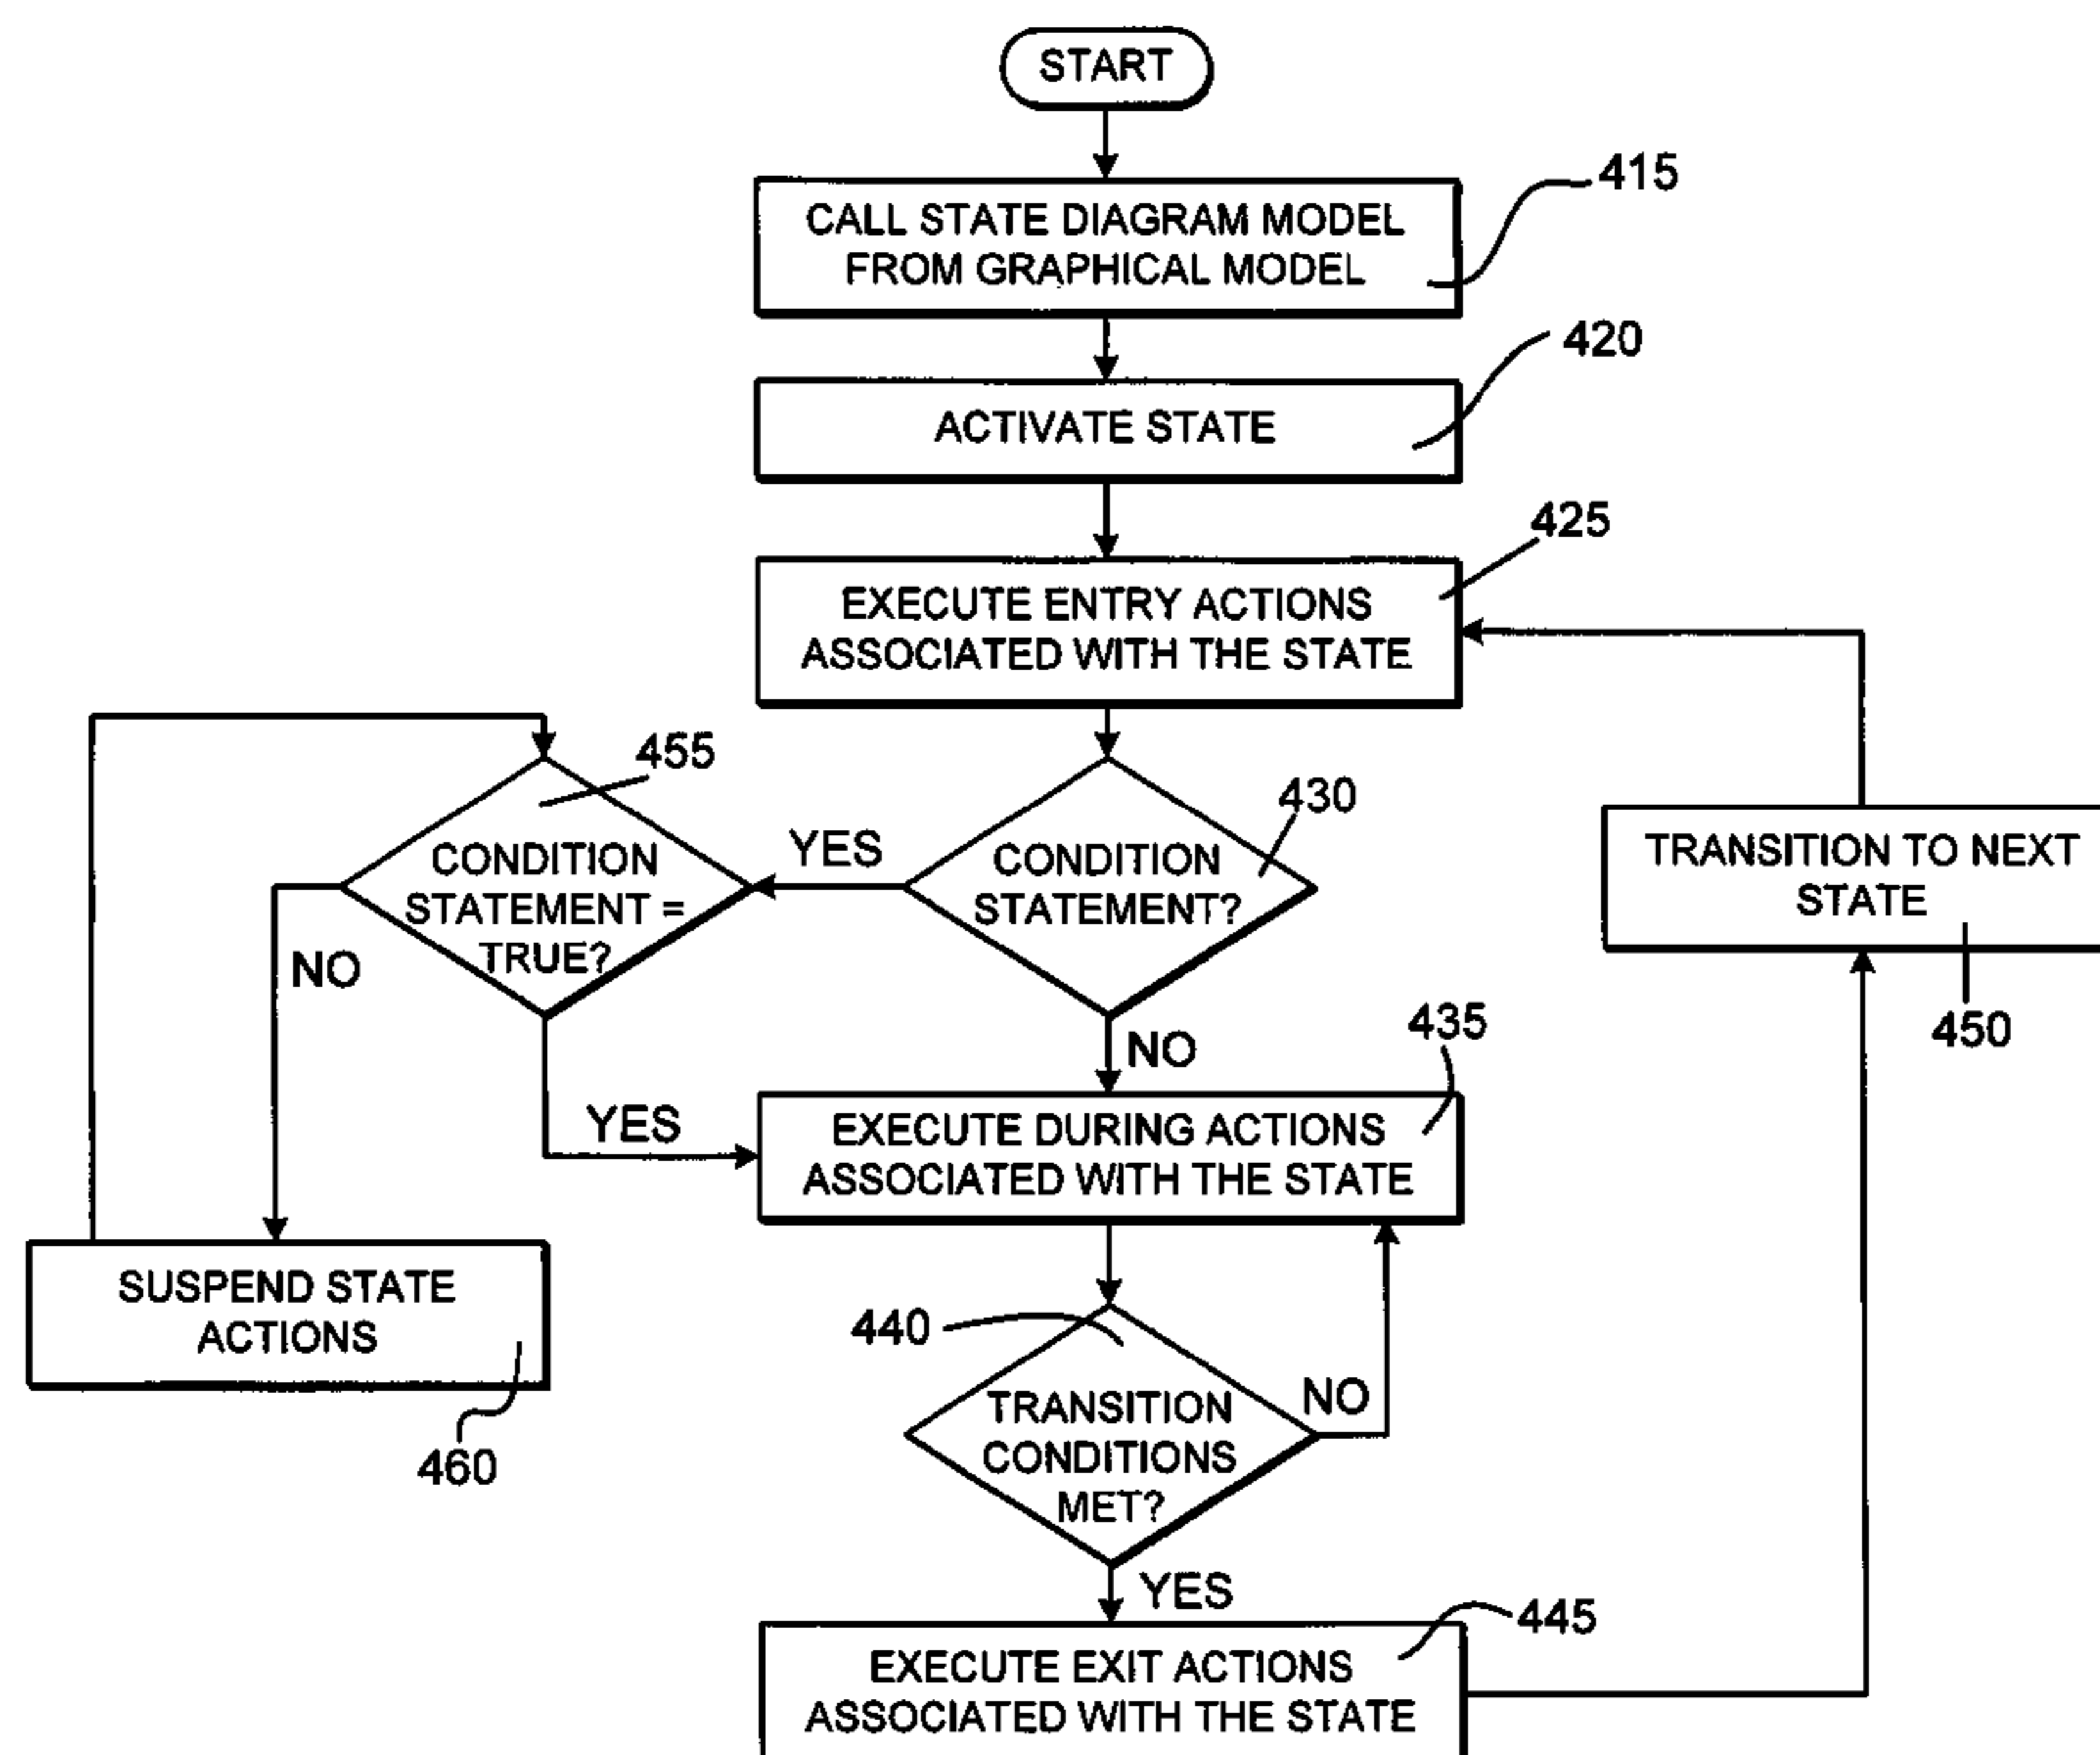 START
415
CALL STATE DIAGRAM MODEL
FROM GRAPHICAL MODEL
420
ACTIVATE STATE
425
EXECUTE ENTRY ACTIONS
ASSOCIATED WITH THE STATE
455
430
YES
CONDITION
STATEMENT =
TRUE?
CONDITION
STATEMENT?
TRANSITION TO NEXT
STATE
450
NO
NO
435
YES
EXECUTE DURING ACTIONS
ASSOCIATED WITH THE STATE
SUSPEND STATE
ACTIONS
460
440
TRANSITION
CONDITIONS
MET?
NO
YES
445
EXECUTE EXIT ACTIONS
ASSOCIATED WITH THE STATE